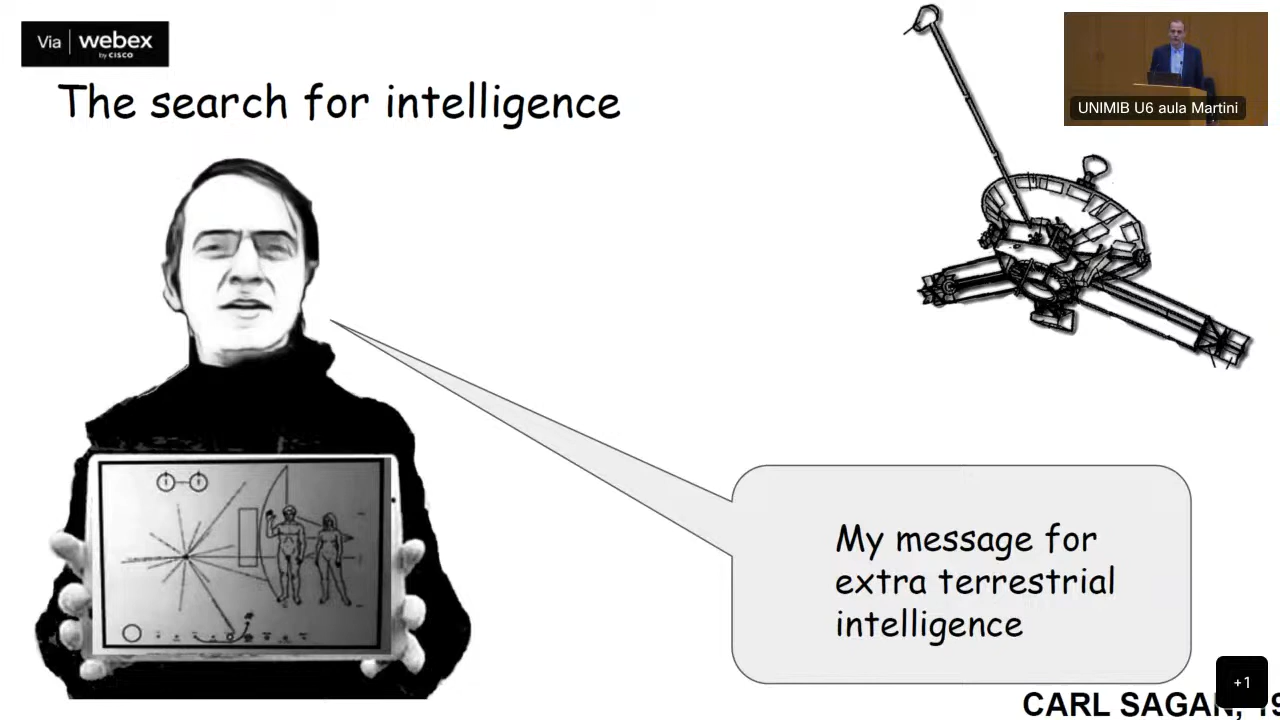 Via webex
by CISCO
The search for intelligence
UNIMIB U6 aula Martini
My message for
extra terrestrial
intelligence
+1
CARL SAGAN, 19